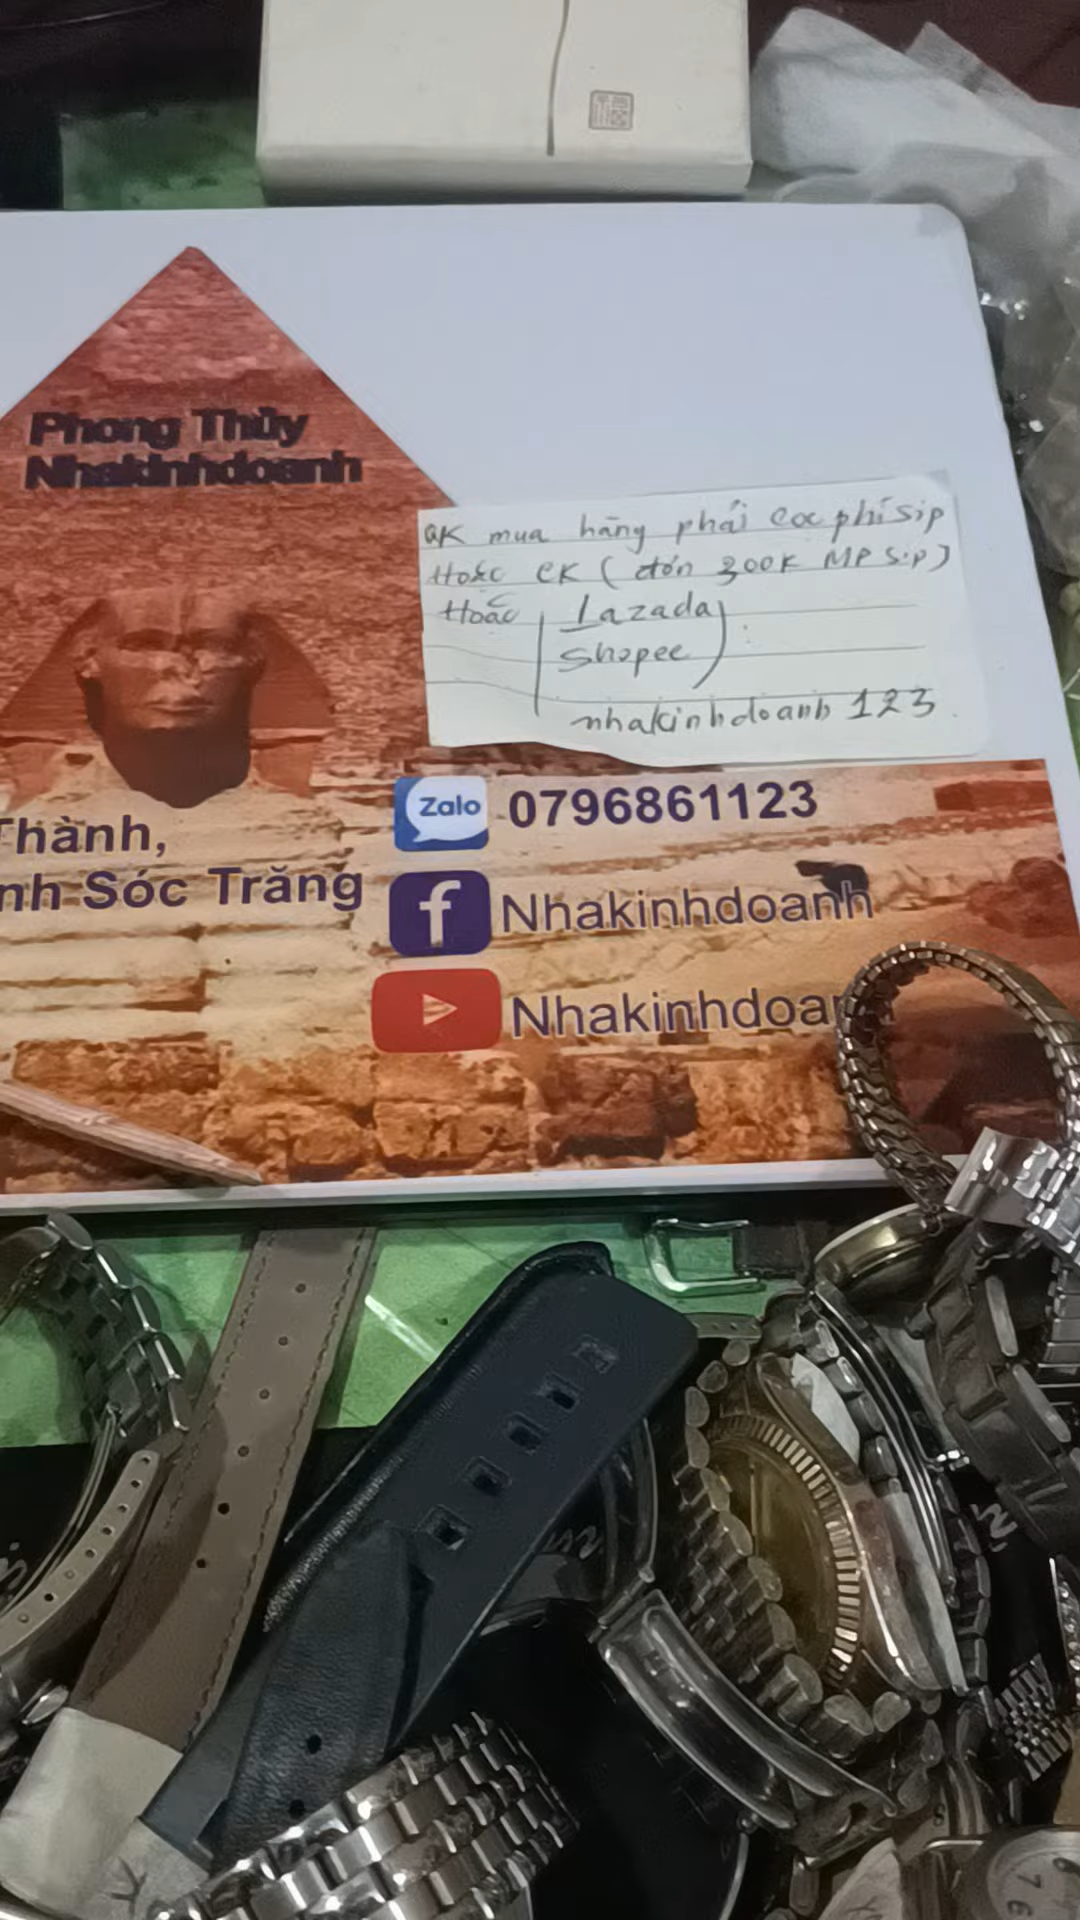 Phong Thủy
Nhakinhdoanh
QK mua hàng phải cọc phí sip
Hoặc CK ( đơn 300K MP sip)
Hoặc Lazada
Shopee
nhakinhdoanh 123
Thành,
nh Sóc Trăng
Zalo 0796861123
f Nhakinhdoanh
Nhakinhdoa